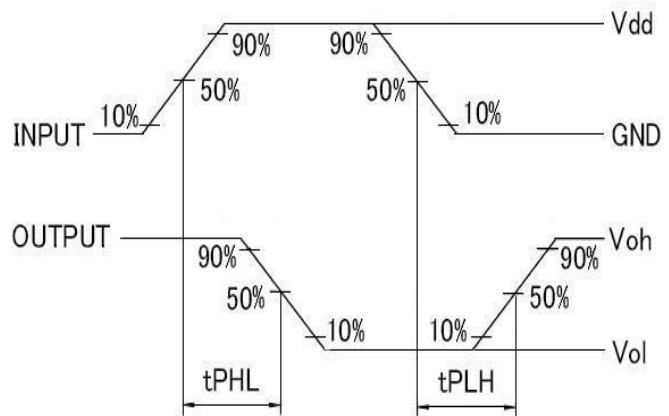 Vdd
90% 90%
50% 50%
10% 10%
INPUT GND
OUTPUT Voh
90% 90%
50% 50%
10% 10%
Vol
tPHL tPLH